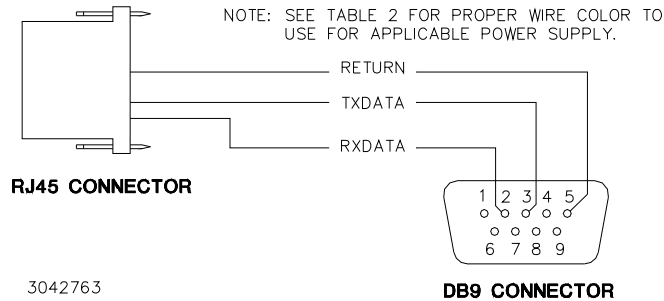 NOTE: SEE TABLE 2 FOR PROPER WIRE COLOR TO
USE FOR APPLICABLE POWER SUPPLY.
RETURN
TXDATA
RXDATA
RJ45 CONNECTOR
1 2 3 4 5
6 7 8 9
3042763
DB9 CONNECTOR